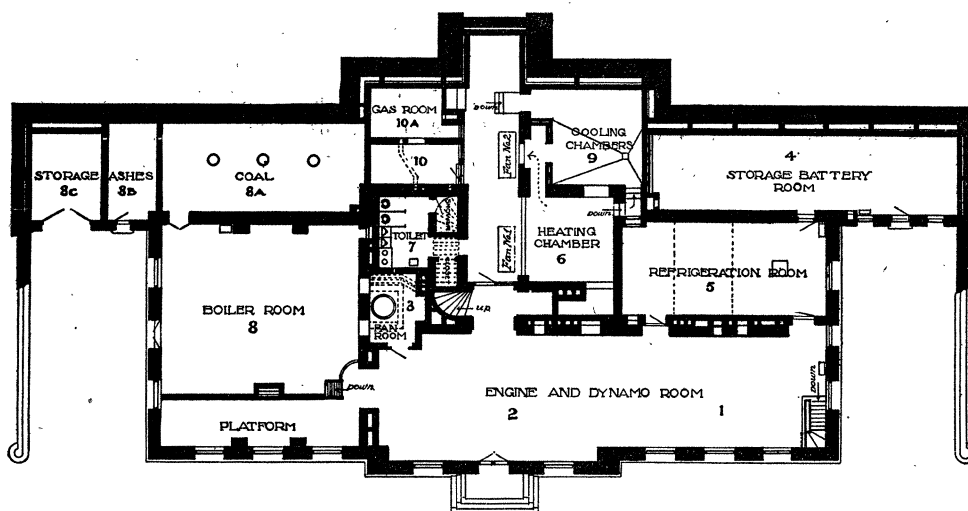 GAS ROOM
10A
DOWN
COOLING
CHAMBERS
9
Fan No. 2
10
4
STORAGE BATTERY
ROOM
STORAGE
8C
ASHES
8B
COAL
8A
DOWN
TOILET
7
Fan No. 1
HEATING
CHAMBER
6
REFRIGERATION ROOM
5
BOILER ROOM
8
3
FAN
ROOM
UP
DOWN
ENGINE AND DYNAMO ROOM
2
1
DOWN
PLATFORM